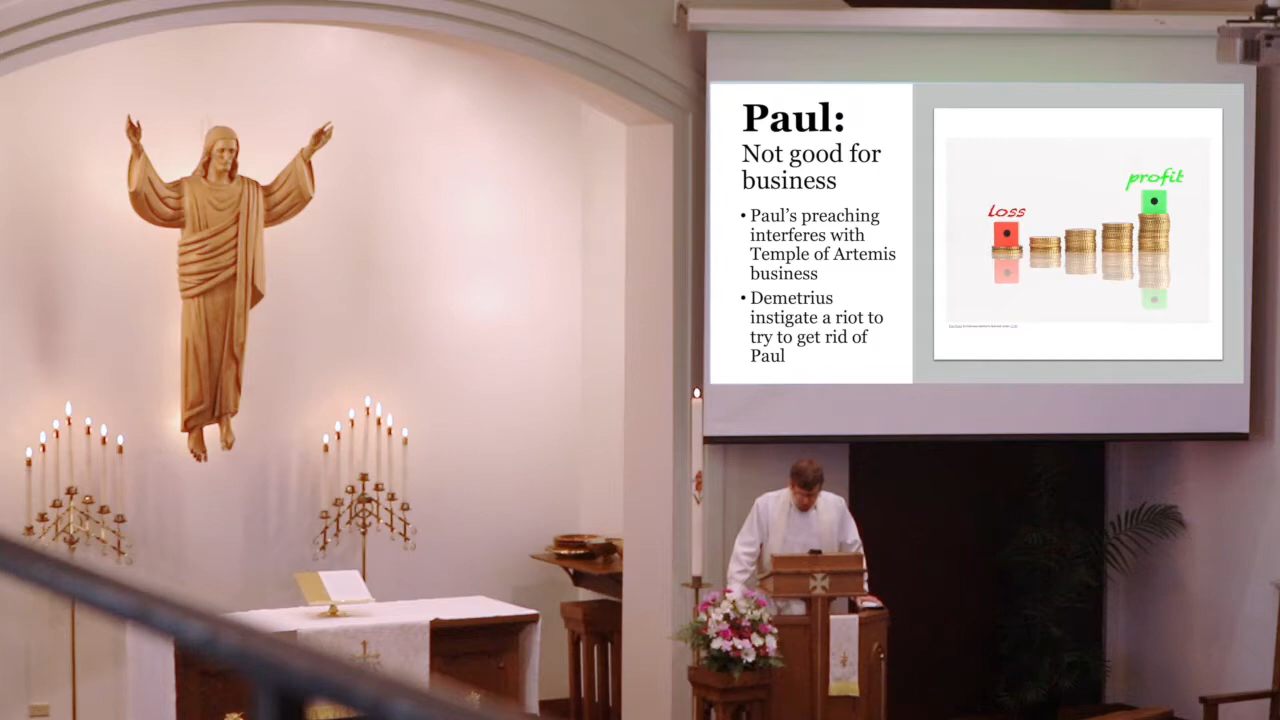 Paul:
Not good for
business
• Paul's preaching
interferes with
Temple of Artemis
business
• Demetrius
instigate a riot to
try to get rid of
Paul
loss
profit